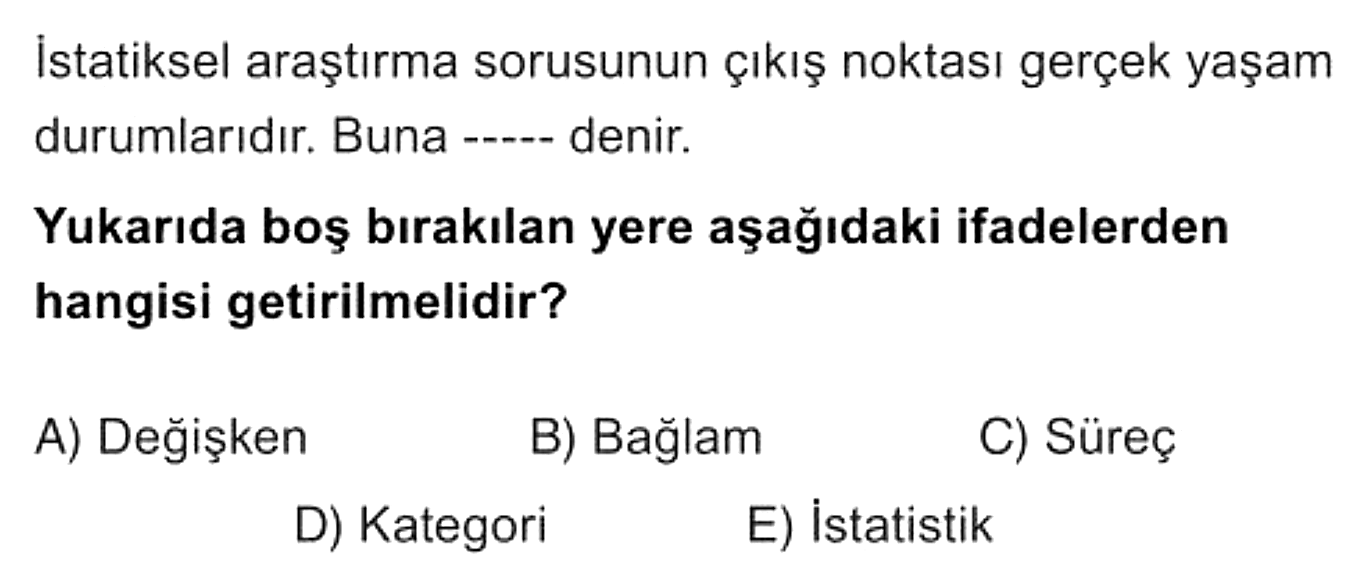 İstatiksel araştırma sorusunun çıkış noktası gerçek yaşam
durumlarıdır. Buna ----- denir.
Yukarıda boş bırakılan yere aşağıdaki ifadelerden
hangisi getirilmelidir?
A) Değişken B) Bağlam C) Süreç
D) Kategori E) İstatistik